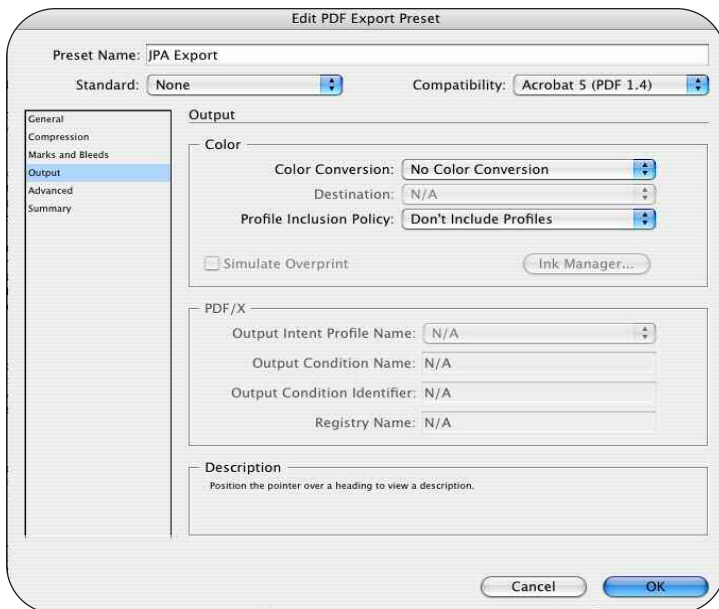 Edit PDF Export Preset
Preset Name: JPA Export
Standard: None Compatibility: Acrobat 5 (PDF 1.4)
General
Compression
Marks and Bleeds
Output
Advanced
Summary
Output
Color
Color Conversion: No Color Conversion
Destination: N/A
Profile Inclusion Policy: Don't Include Profiles
Simulate Overprint Ink Manager...
PDF/X
Output Intent Profile Name: N/A
Output Condition Name: N/A
Output Condition Identifier: N/A
Registry Name: N/A
Description
Position the pointer over a heading to view a description.
Cancel OK